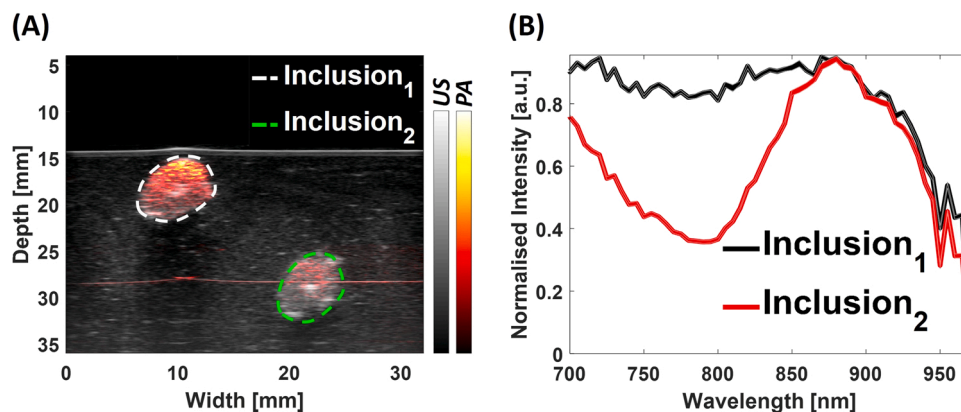 (A)
Inclusion1
Inclusion2
US
PA
5
10
15
20
25
30
35
Depth [mm]
0
10
20
30
Width [mm]
(B)
0.8
0.6
0.4
0.2
0
Normalised Intensity [a.u.]
Inclusion1
Inclusion2
700
750
800
850
900
950
Wavelength [nm]